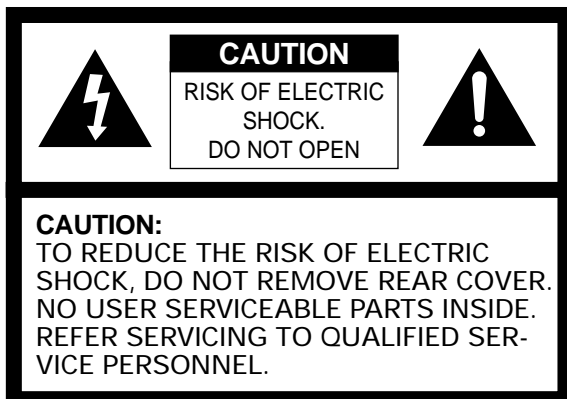 CAUTION
RISK OF ELECTRIC
SHOCK.
DO NOT OPEN
CAUTION:
TO REDUCE THE RISK OF ELECTRIC
SHOCK, DO NOT REMOVE REAR COVER.
NO USER SERVICEABLE PARTS INSIDE.
REFER SERVICING TO QUALIFIED SER-
VICE PERSONNEL.